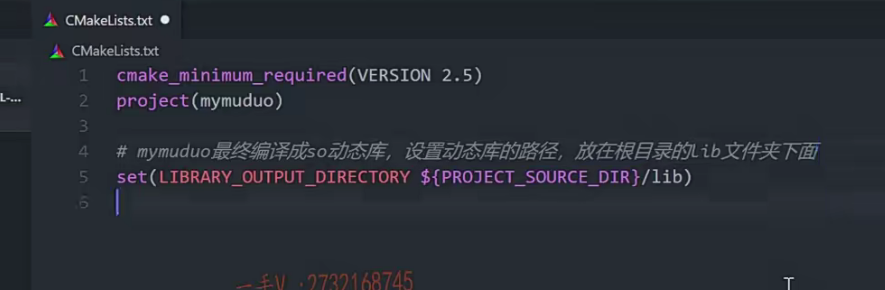 CMakeLists.txt
CMakeLists.txt
L-...
1 cmake_minimum_required(VERSION 2.5)
2 project(mymuduo)
3
4 # mymuduo最终编译成so动态库，设置动态库的路径，放在根目录的lib文件夹下面
5 set(LIBRARY_OUTPUT_DIRECTORY ${PROJECT_SOURCE_DIR}/lib)
6
一手V:2732168745